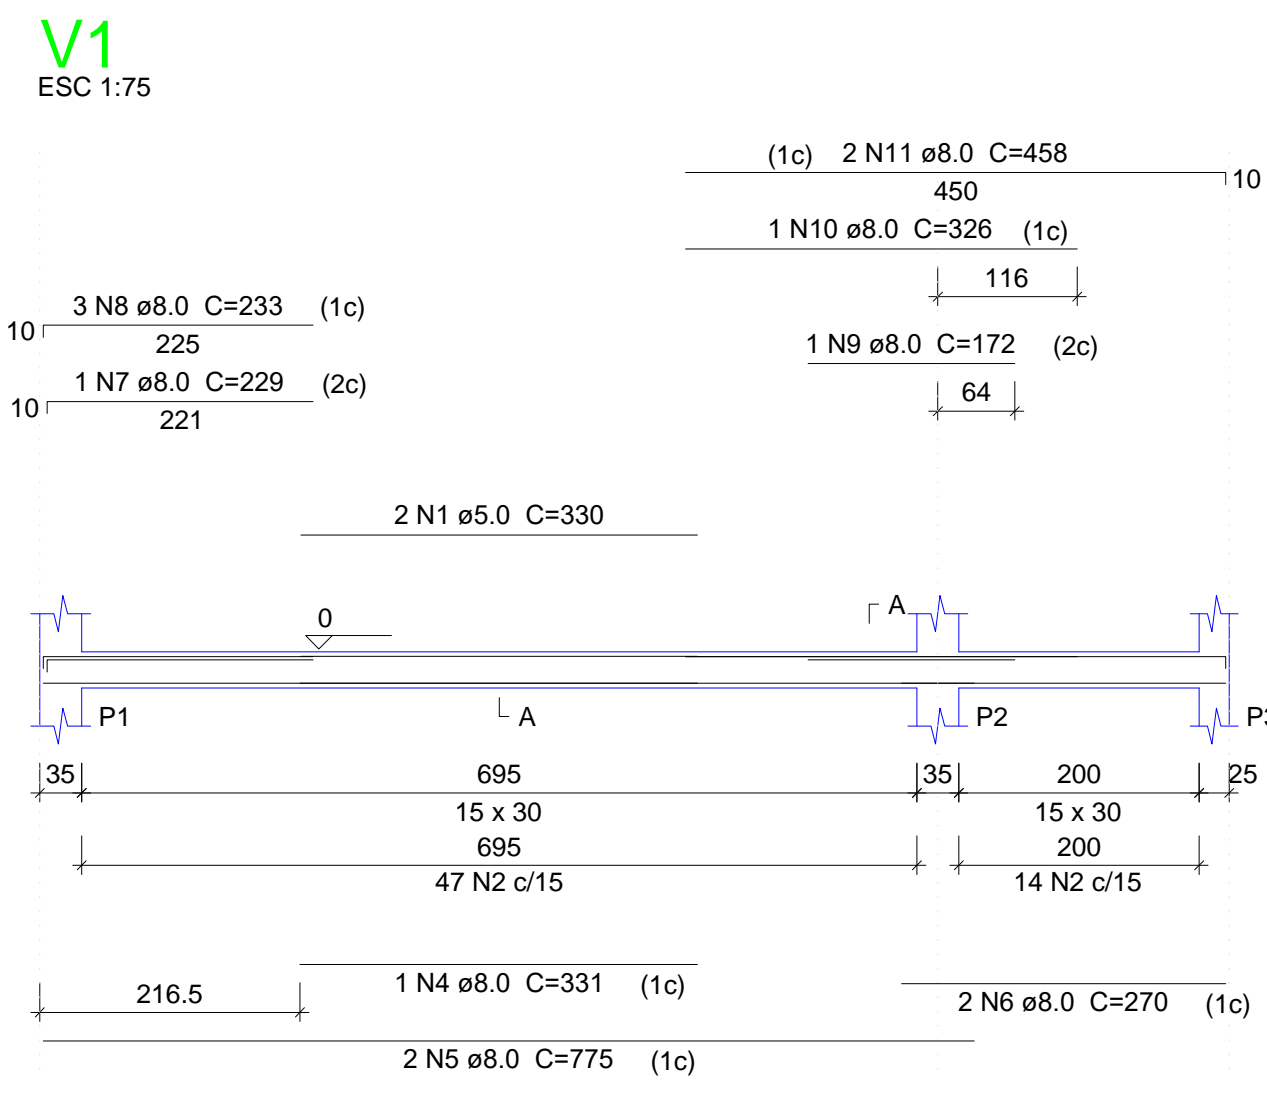 V1
ESC 1:75
(1c) 2 N11 ø8.0 C=458
10
450
1 N10 ø8.0 C=326 (1c)
116
3 N8 ø8.0 C=233 (1c)
10
225
1 N9 ø8.0 C=172 (2c)
64
1 N7 ø8.0 C=229 (2c)
10
221
2 N1 ø5.0 C=330
0
A
P1
A
P2
35
695
35
200
25
15 x 30
15 x 30
695
200
47 N2 c/15
14 N2 c/15
1 N4 ø8.0 C=331 (1c)
216.5
2 N6 ø8.0 C=270 (1c)
2 N5 ø8.0 C=775 (1c)